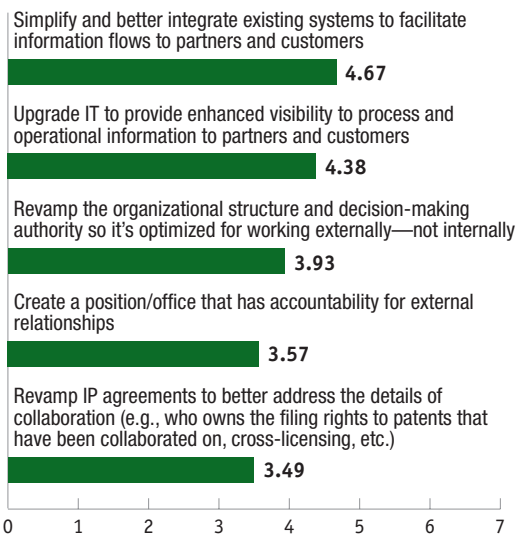 Simplify and better integrate existing systems to facilitate
information flows to partners and customers
4.67
Upgrade IT to provide enhanced visibility to process and
operational information to partners and customers
4.38
Revamp the organizational structure and decision-making
authority so it’s optimized for working externally—not internally
3.93
Create a position/office that has accountability for external
relationships
3.57
Revamp IP agreements to better address the details of
collaboration (e.g., who owns the filing rights to patents that
have been collaborated on, cross-licensing, etc.)
3.49
0 1 2 3 4 5 6 7